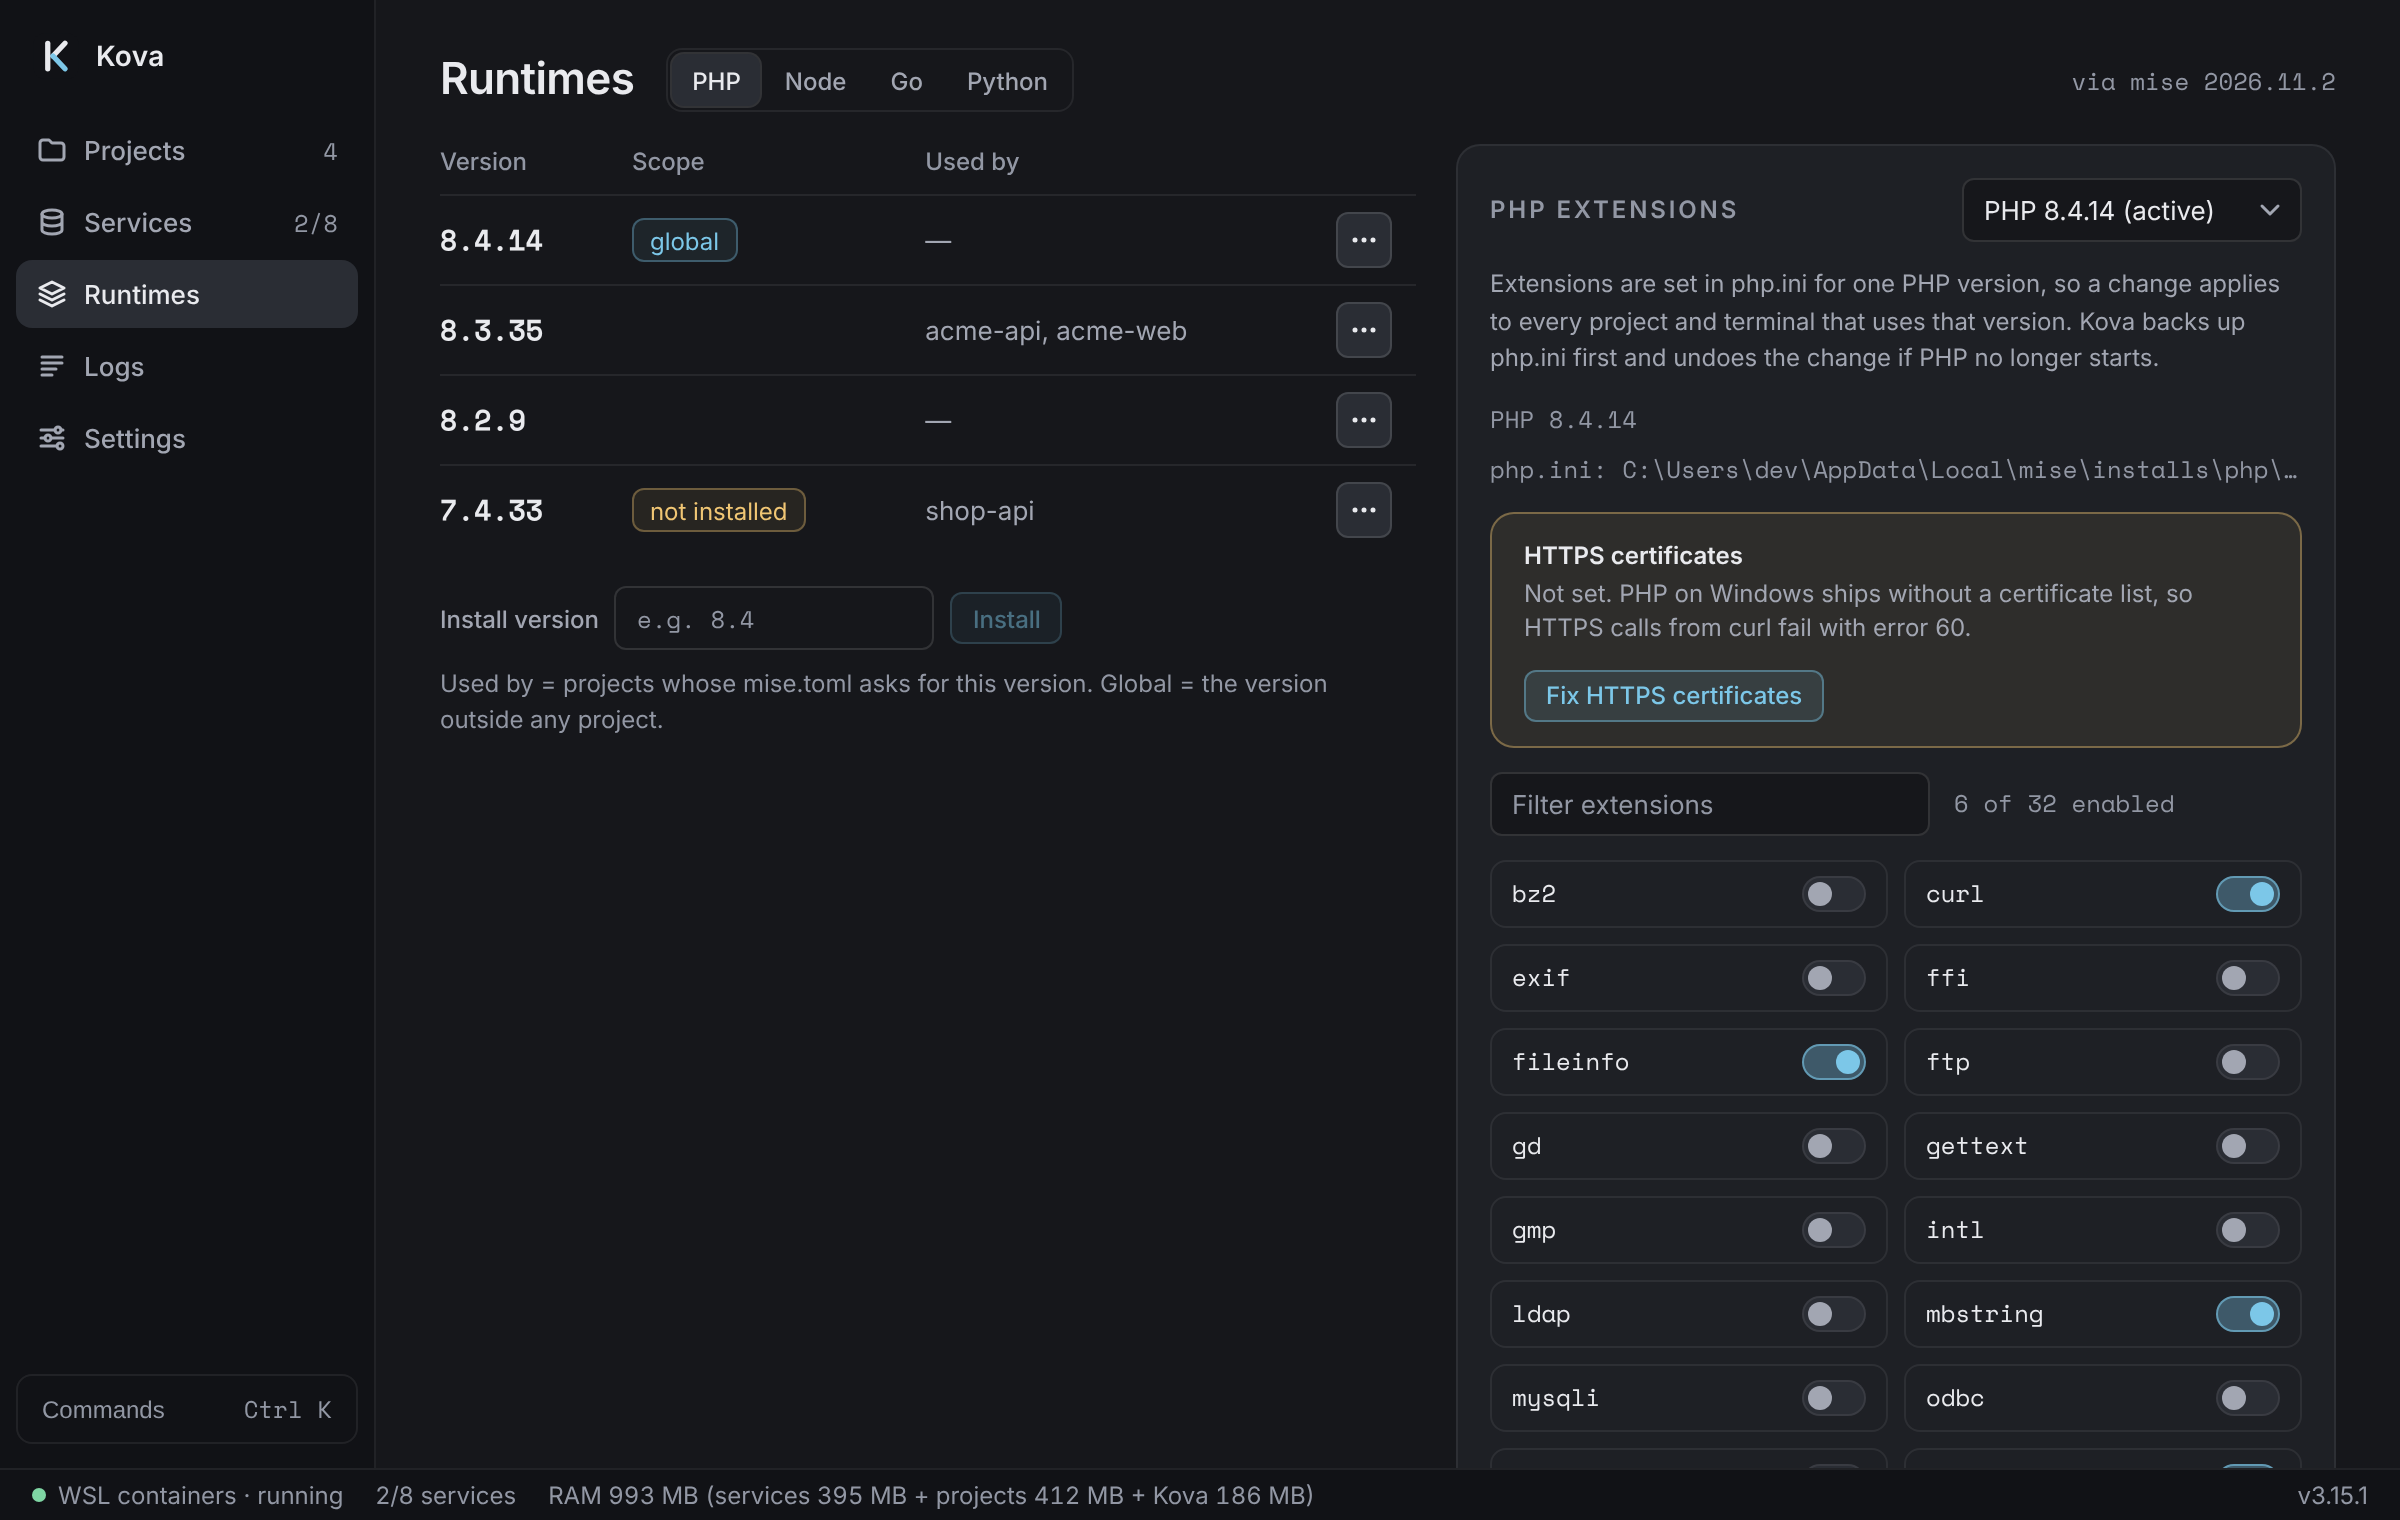 Kova
Projects 4
Services 2/8
Runtimes
Logs
Settings
Commands Ctrl K
Runtimes
PHP Node Go Python
via mise 2026.11.2
Version Scope Used by
8.4.14 global —
8.3.35 acme-api, acme-web
8.2.9 —
7.4.33 not installed shop-api
Install version e.g. 8.4 Install
Used by = projects whose mise.toml asks for this version. Global = the version
outside any project.
PHP EXTENSIONS PHP 8.4.14 (active)
Extensions are set in php.ini for one PHP version, so a change applies
to every project and terminal that uses that version. Kova backs up
php.ini first and undoes the change if PHP no longer starts.
PHP 8.4.14
php.ini: C:\Users\dev\AppData\Local\mise\installs\php\…
HTTPS certificates
Not set. PHP on Windows ships without a certificate list, so
HTTPS calls from curl fail with error 60.
Fix HTTPS certificates
Filter extensions 6 of 32 enabled
bz2 curl
exif ffi
fileinfo ftp
gd gettext
gmp intl
ldap mbstring
mysqli odbc
WSL containers · running 2/8 services RAM 993 MB (services 395 MB + projects 412 MB + Kova 186 MB) v3.15.1